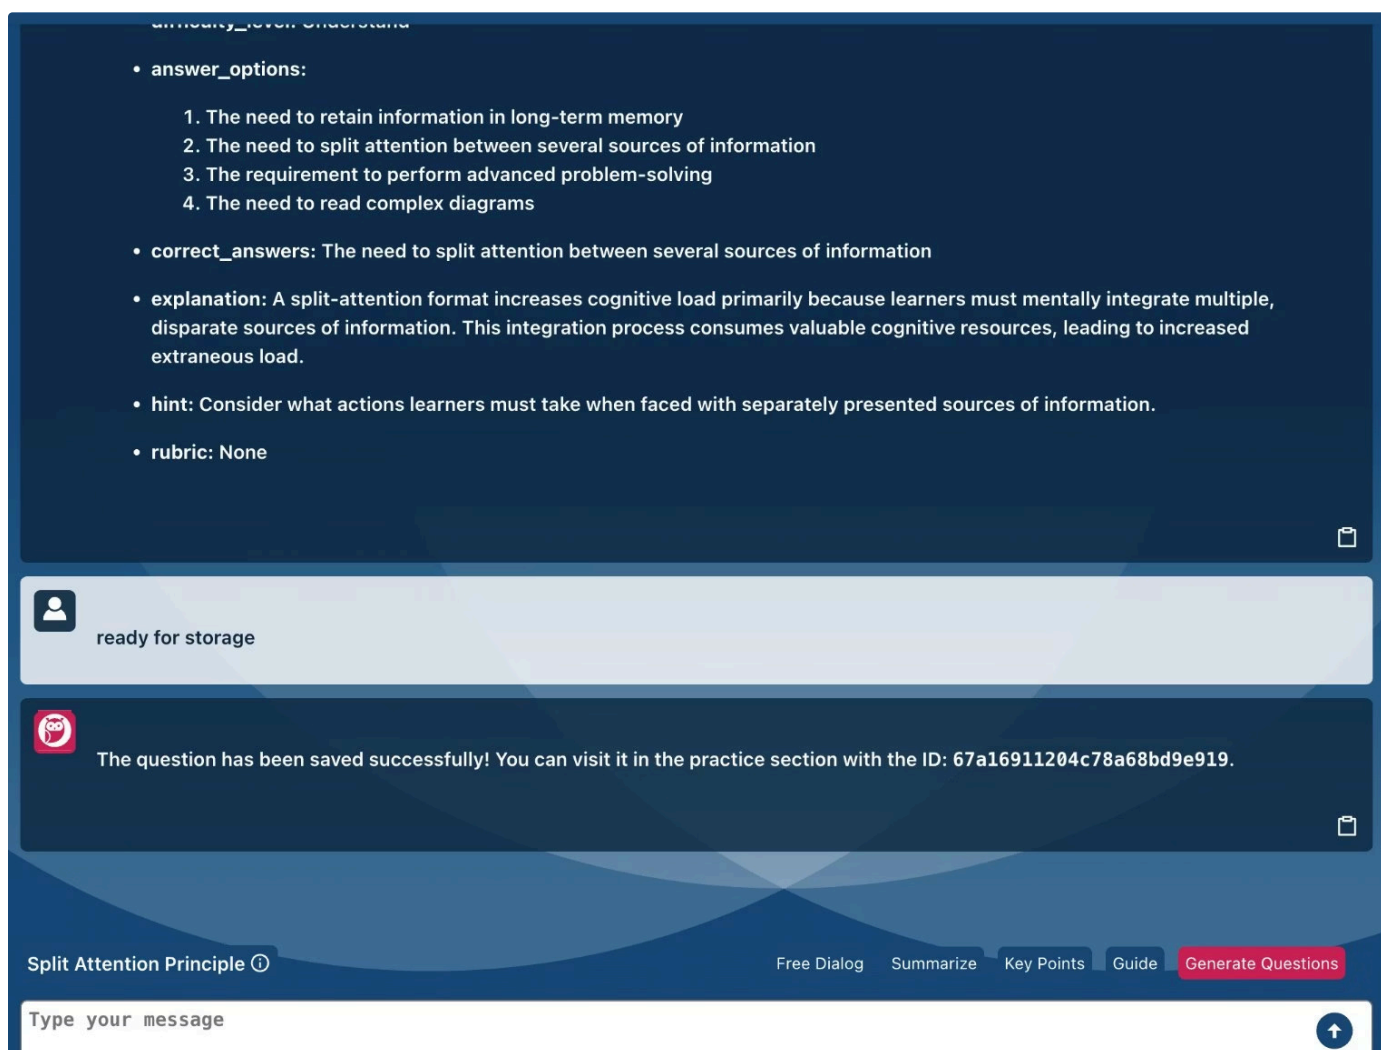 difficulty_level: Understand
• answer_options:
1. The need to retain information in long-term memory
2. The need to split attention between several sources of information
3. The requirement to perform advanced problem-solving
4. The need to read complex diagrams
• correct_answers: The need to split attention between several sources of information
• explanation: A split-attention format increases cognitive load primarily because learners must mentally integrate multiple,
disparate sources of information. This integration process consumes valuable cognitive resources, leading to increased
extraneous load.
• hint: Consider what actions learners must take when faced with separately presented sources of information.
• rubric: None
ready for storage
The question has been saved successfully! You can visit it in the practice section with the ID: 67a16911204c78a68bd9e919.
Split Attention Principle
Free Dialog Summarize Key Points Guide Generate Questions
Type your message